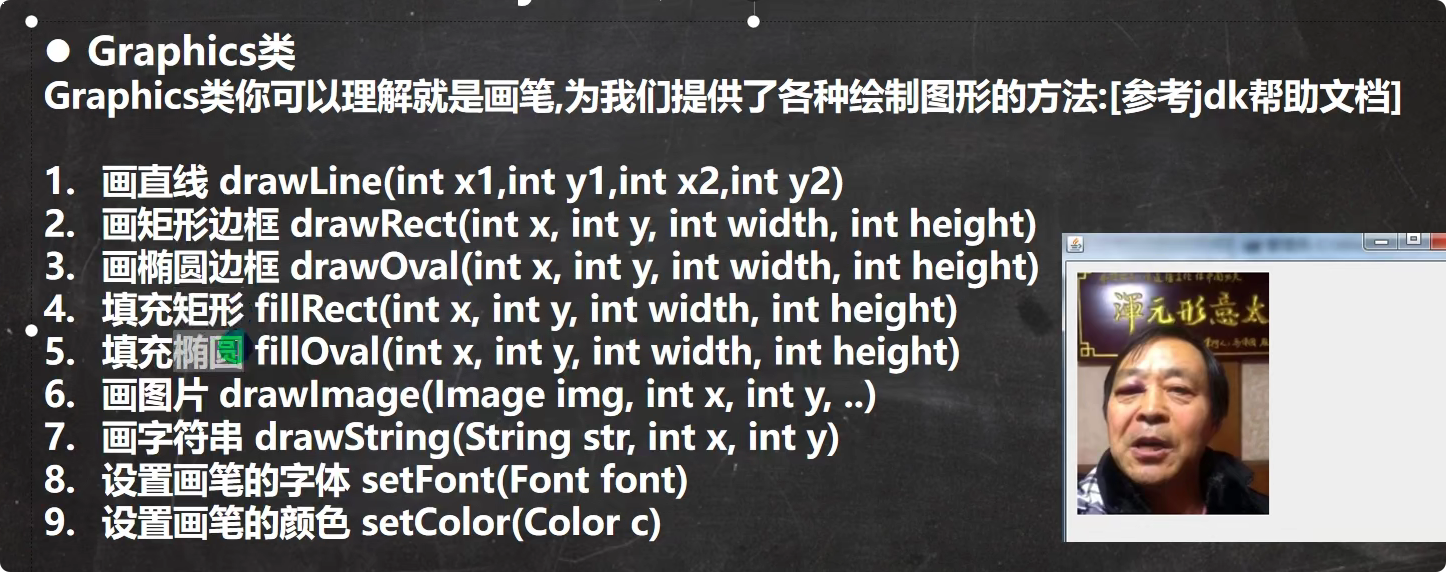 ● Graphics类
Graphics类你可以理解就是画笔,为我们提供了各种绘制图形的方法:[参考jdk帮助文档]
1. 画直线 drawLine(int x1,int y1,int x2,int y2)
2. 画矩形边框 drawRect(int x, int y, int width, int height)
3. 画椭圆边框 drawOval(int x, int y, int width, int height)
4. 填充矩形 fillRect(int x, int y, int width, int height)
5. 填充椭圆 fillOval(int x, int y, int width, int height)
6. 画图片 drawImage(Image img, int x, int y, ..)
7. 画字符串 drawString(String str, int x, int y)
8. 设置画笔的字体 setFont(Font font)
9. 设置画笔的颜色 setColor(Color c)
渾元形意太